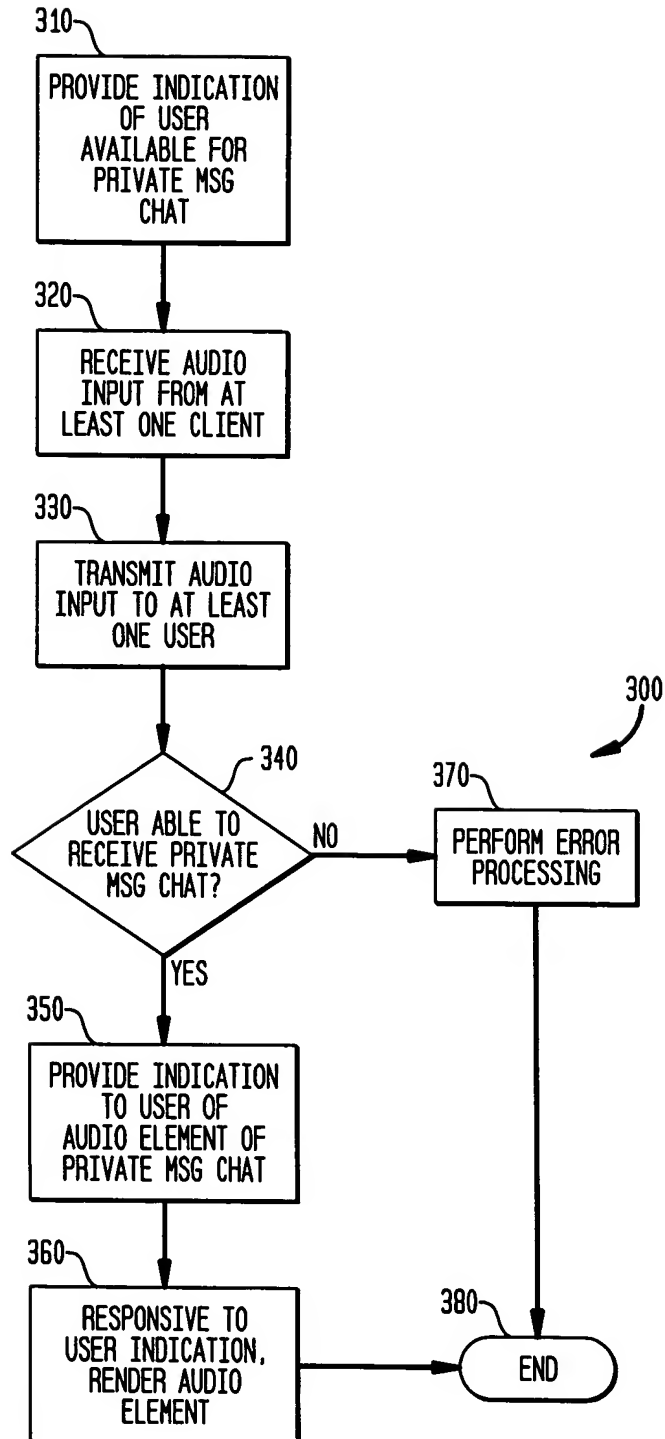 310
PROVIDE INDICATION
OF USER
AVAILABLE FOR
PRIVATE MSG
CHAT
320
RECEIVE AUDIO
INPUT FROM AT
LEAST ONE CLIENT
330
TRANSMIT AUDIO
INPUT TO AT LEAST
ONE USER
300
340
USER ABLE TO
RECEIVE PRIVATE
MSG CHAT?
NO
YES
370
PERFORM ERROR
PROCESSING
350
PROVIDE INDICATION
TO USER OF
AUDIO ELEMENT OF
PRIVATE MSG CHAT
360
RESPONSIVE TO
USER INDICATION,
RENDER AUDIO
ELEMENT
380
END